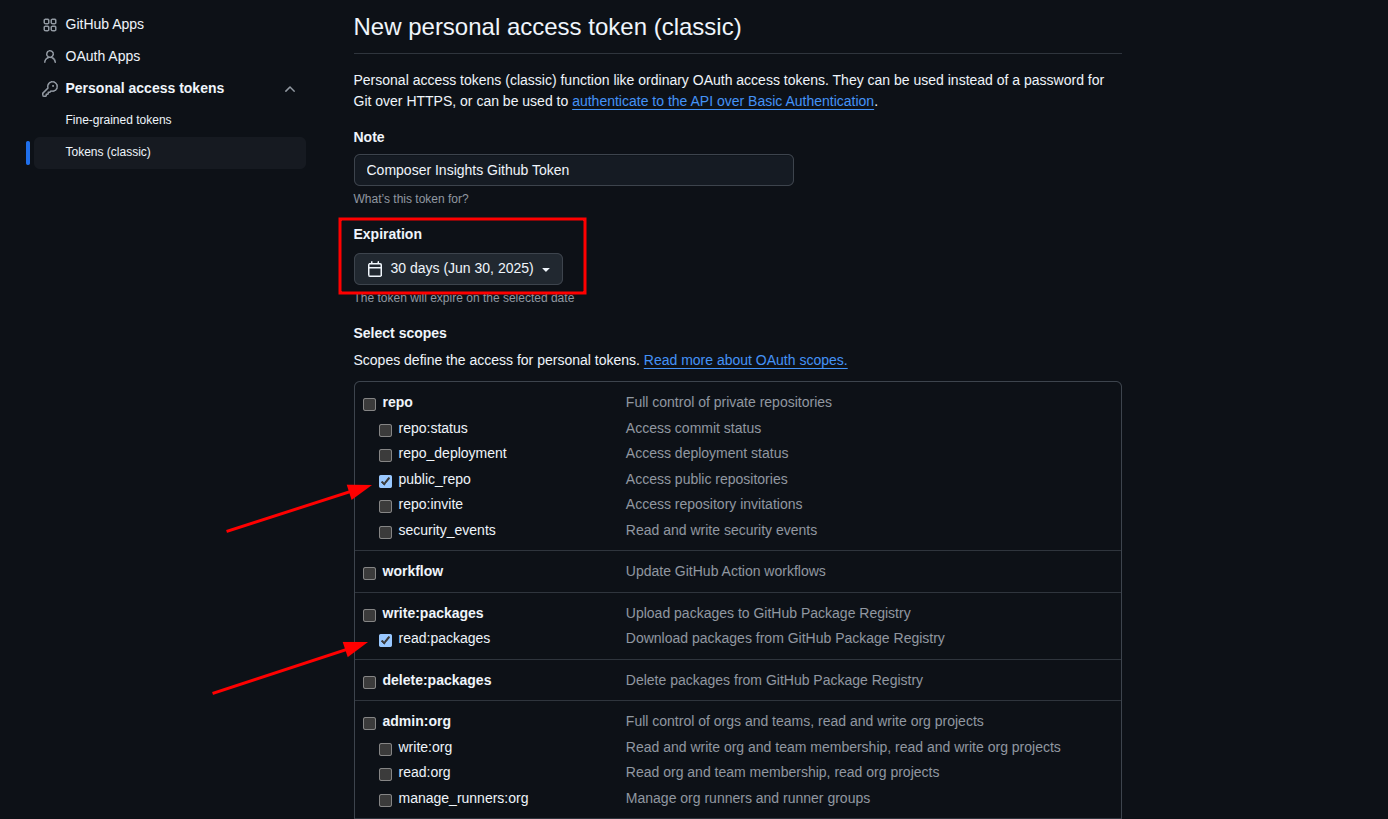 GitHub Apps
OAuth Apps
Personal access tokens
Fine-grained tokens
Tokens (classic)
New personal access token (classic)
Personal access tokens (classic) function like ordinary OAuth access tokens. They can be used instead of a password for
Git over HTTPS, or can be used to authenticate to the API over Basic Authentication.
Note
Composer Insights Github Token
What's this token for?
Expiration
30 days (Jun 30, 2025)
The token will expire on the selected date
Select scopes
Scopes define the access for personal tokens. Read more about OAuth scopes.
repo Full control of private repositories
repo:status Access commit status
repo_deployment Access deployment status
public_repo Access public repositories
repo:invite Access repository invitations
security_events Read and write security events
workflow Update GitHub Action workflows
write:packages Upload packages to GitHub Package Registry
read:packages Download packages from GitHub Package Registry
delete:packages Delete packages from GitHub Package Registry
admin:org Full control of orgs and teams, read and write org projects
write:org Read and write org and team membership, read and write org projects
read:org Read org and team membership, read org projects
manage_runners:org Manage org runners and runner groups